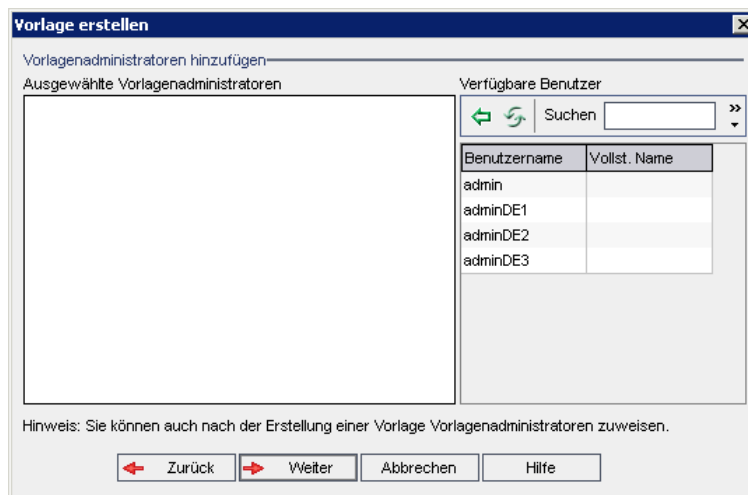 Vorlage erstellen
Vorlagenadministratoren hinzufügen
Ausgewählte Vorlagenadministratoren
Verfügbare Benutzer
Suchen
Benutzername Vollst. Name
admin
adminDE1
adminDE2
adminDE3
Hinweis: Sie können auch nach der Erstellung einer Vorlage Vorlagenadministratoren zuweisen.
Zurück Weiter Abbrechen Hilfe